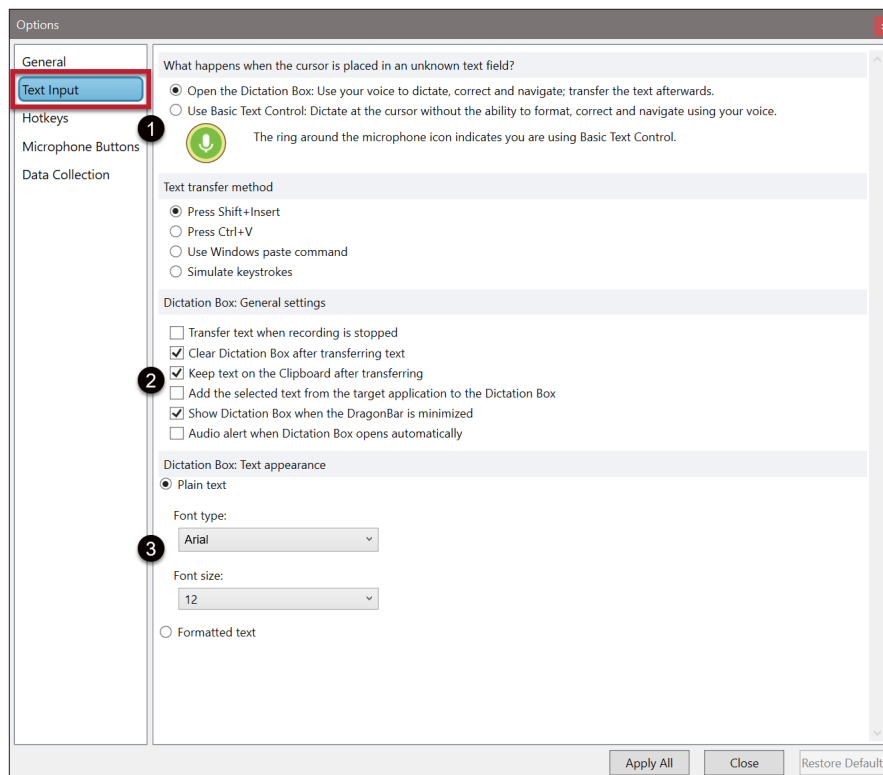 Options
General
Text Input
Hotkeys
Microphone Buttons
Data Collection
What happens when the cursor is placed in an unknown text field?
Open the Dictation Box: Use your voice to dictate, correct and navigate; transfer the text afterwards.
Use Basic Text Control: Dictate at the cursor without the ability to format, correct and navigate using your voice.
1
The ring around the microphone icon indicates you are using Basic Text Control.
Text transfer method
Press Shift+Insert
Press Ctrl+V
Use Windows paste command
Simulate keystrokes
Dictation Box: General settings
Transfer text when recording is stopped
Clear Dictation Box after transferring text
2
Keep text on the Clipboard after transferring
Add the selected text from the target application to the Dictation Box
Show Dictation Box when the DragonBar is minimized
Audio alert when Dictation Box opens automatically
Dictation Box: Text appearance
Plain text
Font type:
3
Arial
Font size:
12
Formatted text
Apply All
Close
Restore Default